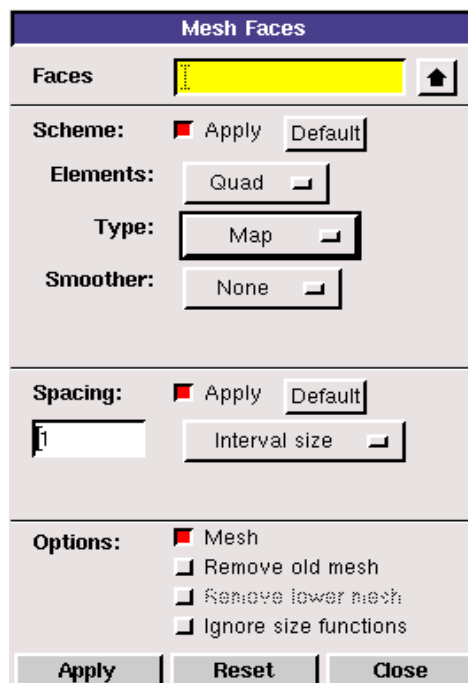 Mesh Faces
Faces
Scheme: Apply Default
Elements: Quad
Type: Map
Smoother: None
Spacing: Apply Default
1 Interval size
Options: Mesh
Remove old mesh
Remove lower mesh
Ignore size functions
Apply Reset Close